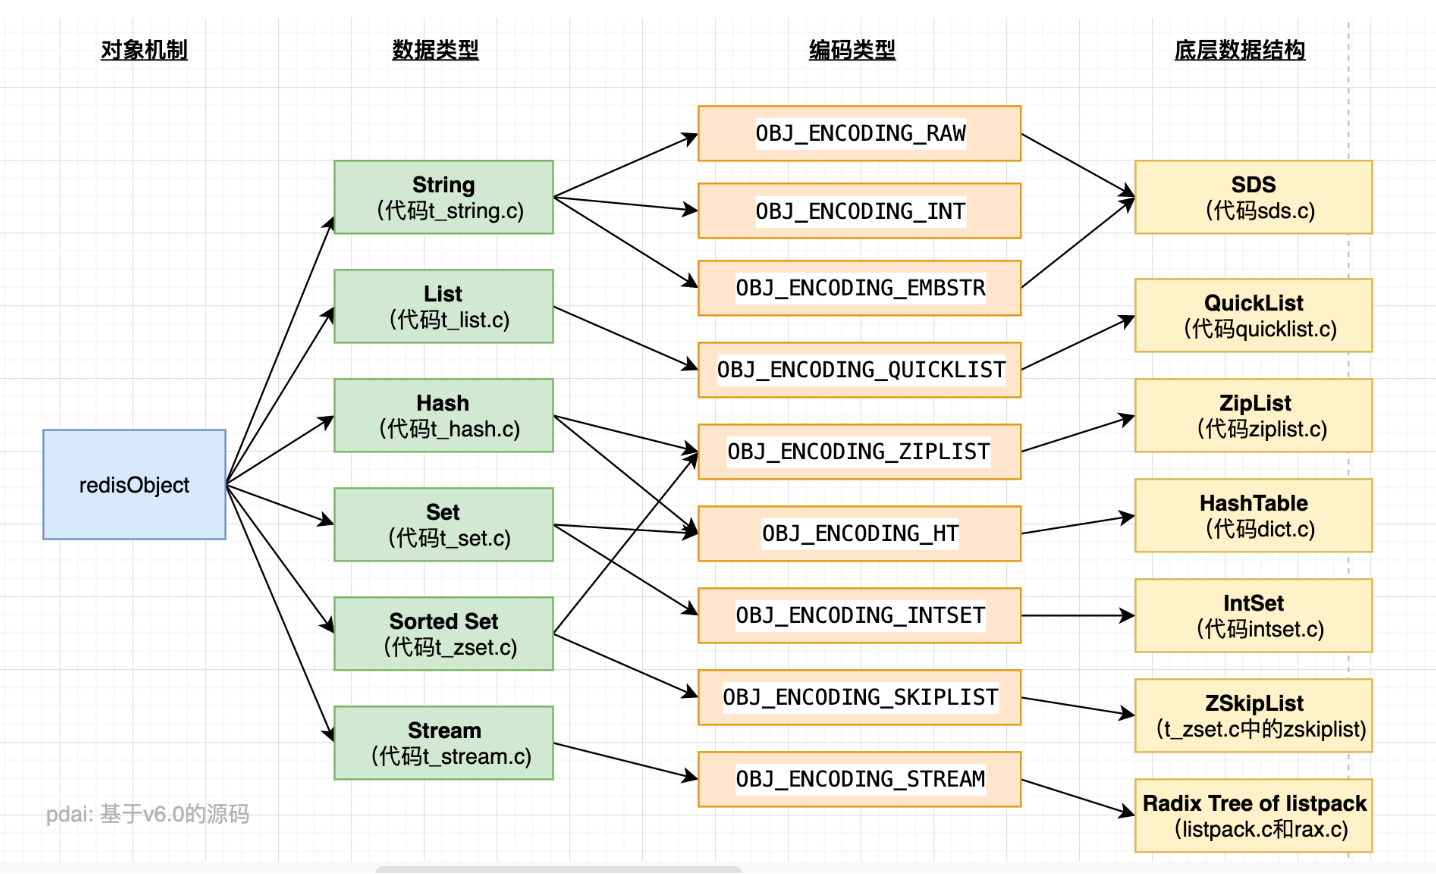 对象机制
数据类型
编码类型
底层数据结构
redisObject
String
（代码t_string.c）
List
（代码t_list.c）
Hash
（代码t_hash.c）
Set
（代码t_set.c）
Sorted Set
（代码t_zset.c）
Stream
（代码t_stream.c）
OBJ_ENCODING_RAW
OBJ_ENCODING_INT
OBJ_ENCODING_EMBSTR
OBJ_ENCODING_QUICKLIST
OBJ_ENCODING_ZIPLIST
OBJ_ENCODING_HT
OBJ_ENCODING_INTSET
OBJ_ENCODING_SKIPLIST
OBJ_ENCODING_STREAM
SDS
（代码sds.c）
QuickList
（代码quicklist.c）
ZipList
（代码ziplist.c）
HashTable
（代码dict.c）
IntSet
（代码intset.c）
ZSkipList
（t_zset.c中的zskiplist)
Radix Tree of listpack
（listpack.c和rax.c）
pdai: 基于v6.0的源码